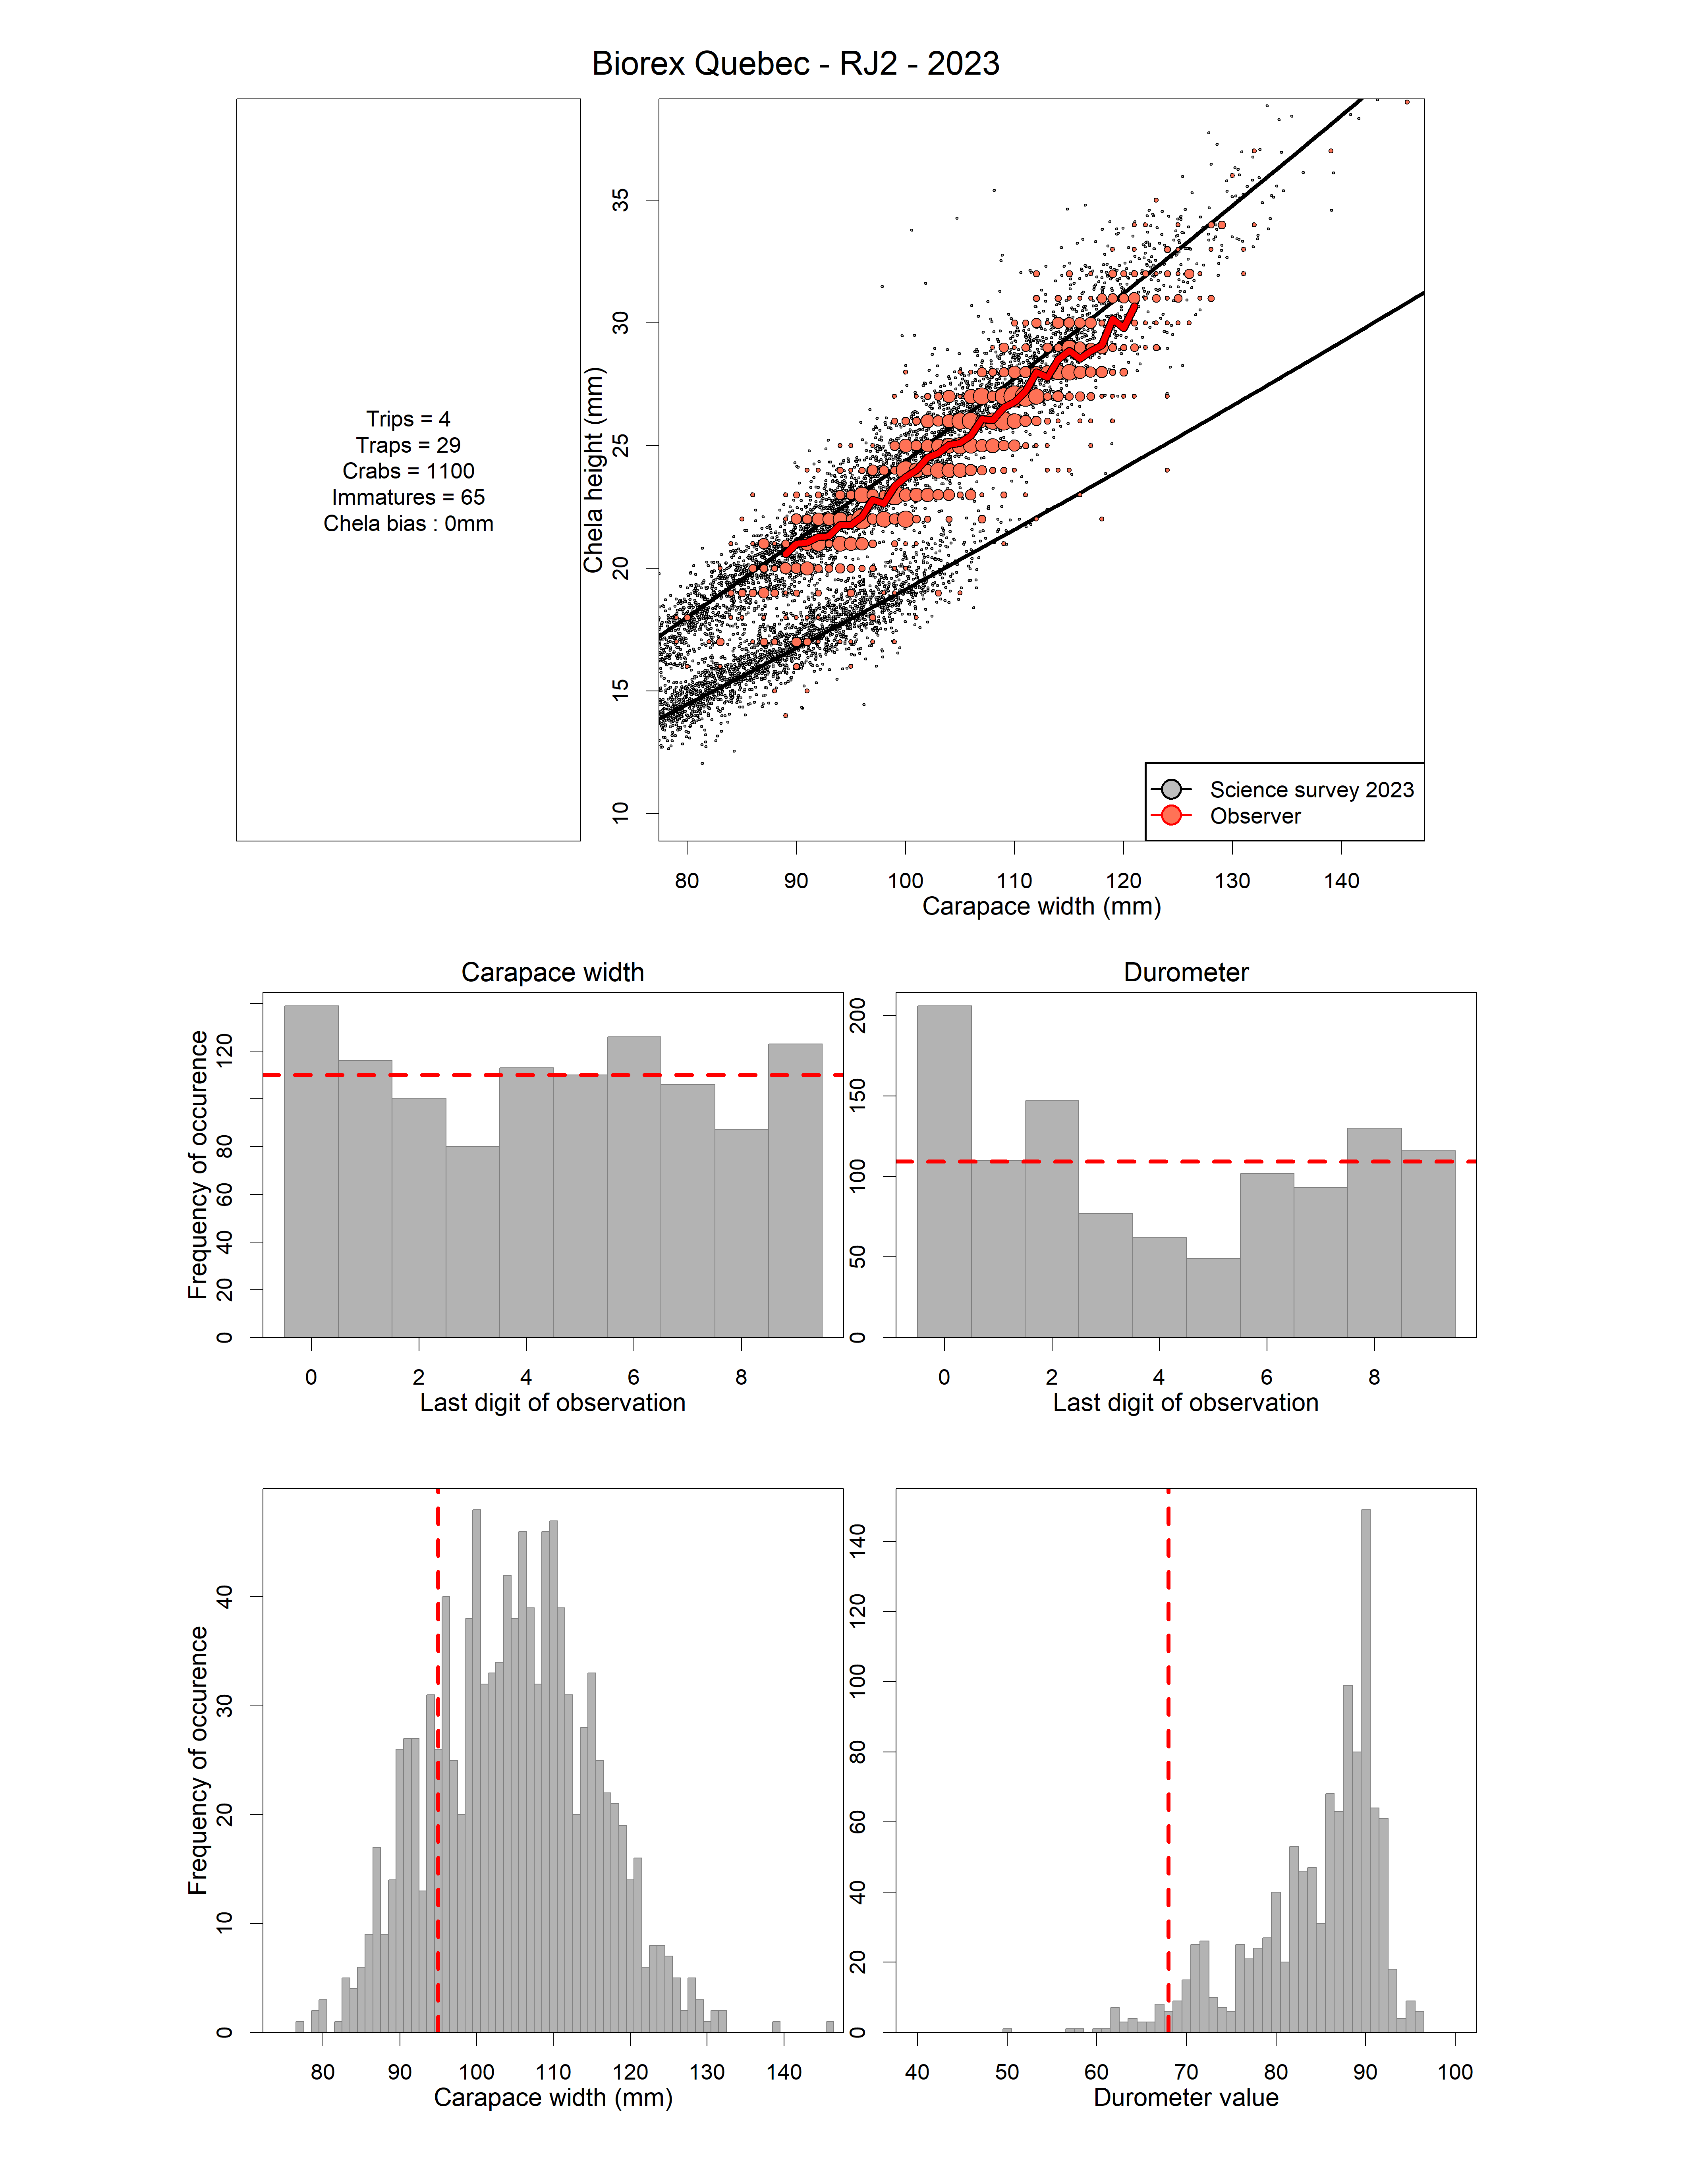 Biorex Quebec - RJ2 - 2023
Trips = 4
Traps = 29
Crabs = 1100
Immatures = 65
Chela bias : 0mm
Chela height (mm)
35
30
25
20
15
10
Science survey 2023
Observer
80 90 100 110 120 130 140
Carapace width (mm)
Carapace width
Frequency of occurence
120
80
60
40
20
0
0 2 4 6 8
Last digit of observation
Durometer
200
150
100
50
0
0 2 4 6 8
Last digit of observation
Frequency of occurence
40
30
20
10
0
80 90 100 110 120 130 140
Carapace width (mm)
140
120
100
80
60
40
20
0
40 50 60 70 80 90 100
Durometer value